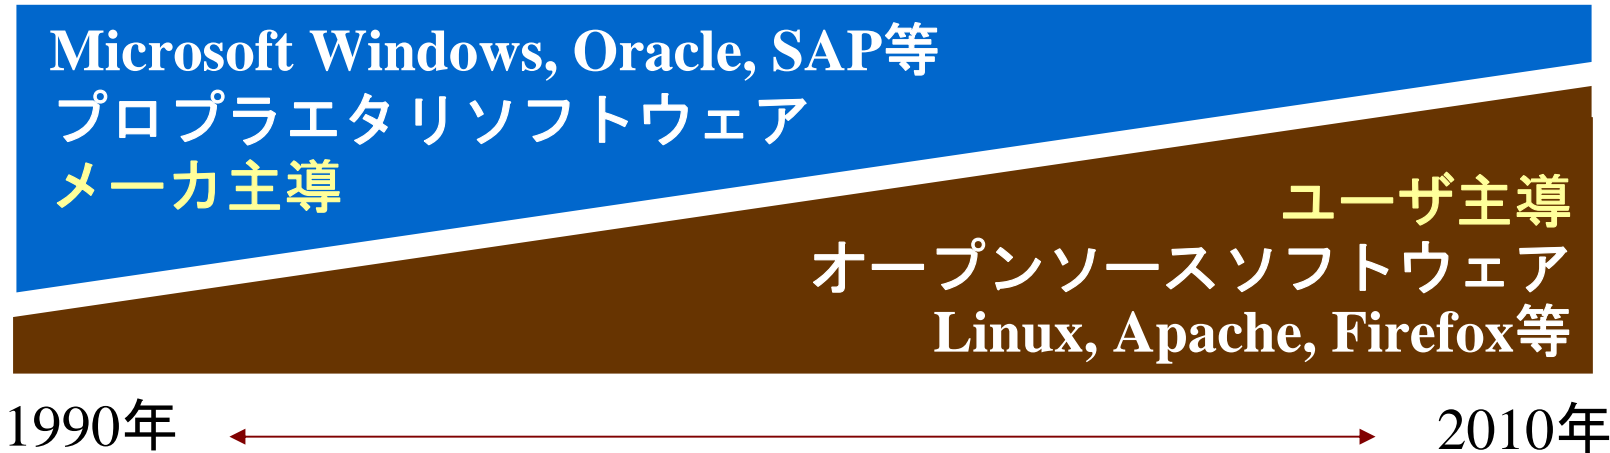 Microsoft Windows, Oracle, SAP等
プロプラエタリソフトウェア
メーカ主導
ユーザ主導
オープンソースソフトウェア
Linux, Apache, Firefox等
1990年
2010年